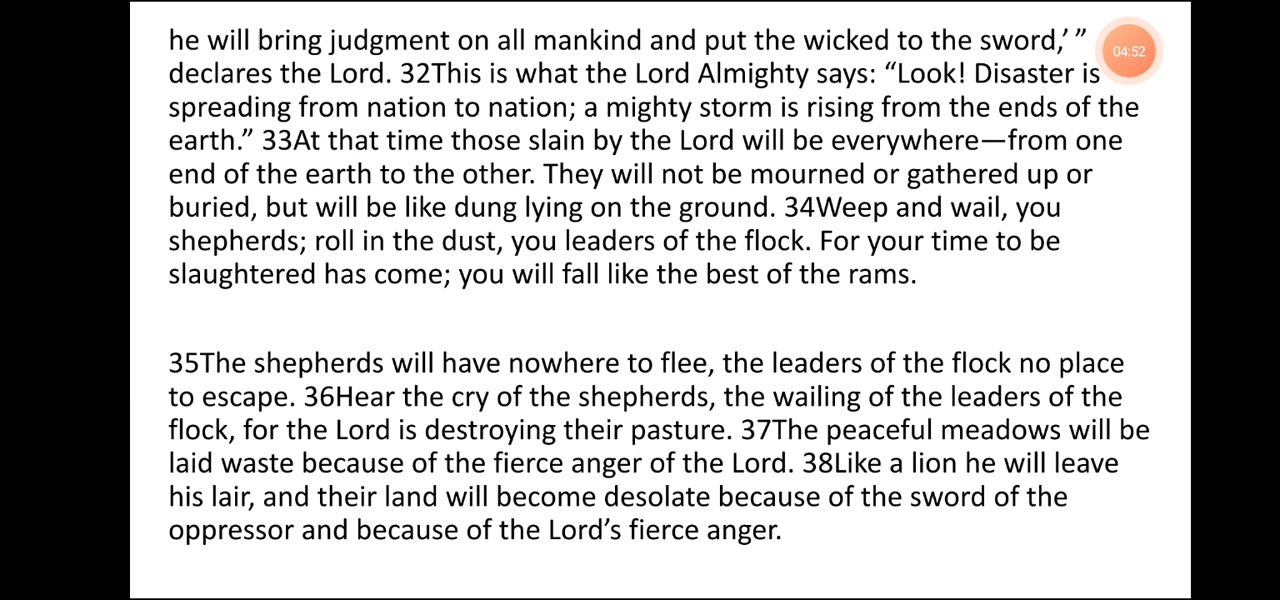 he will bring judgment on all mankind and put the wicked to the sword,’ ”
04:52
declares the Lord. 32This is what the Lord Almighty says: “Look! Disaster is
spreading from nation to nation; a mighty storm is rising from the ends of the
earth.” 33At that time those slain by the Lord will be everywhere—from one
end of the earth to the other. They will not be mourned or gathered up or
buried, but will be like dung lying on the ground. 34Weep and wail, you
shepherds; roll in the dust, you leaders of the flock. For your time to be
slaughtered has come; you will fall like the best of the rams.
35The shepherds will have nowhere to flee, the leaders of the flock no place
to escape. 36Hear the cry of the shepherds, the wailing of the leaders of the
flock, for the Lord is destroying their pasture. 37The peaceful meadows will be
laid waste because of the fierce anger of the Lord. 38Like a lion he will leave
his lair, and their land will become desolate because of the sword of the
oppressor and because of the Lord’s fierce anger.